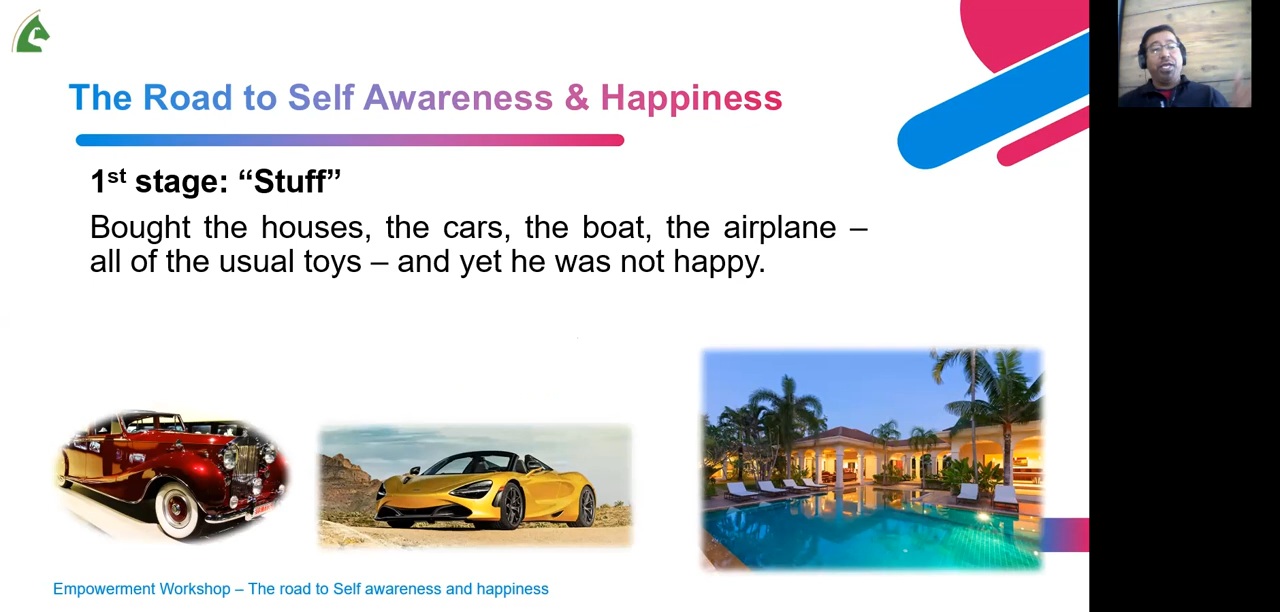 The Road to Self Awareness & Happiness
1st stage: “Stuff”
Bought the houses, the cars, the boat, the airplane –
all of the usual toys – and yet he was not happy.
Empowerment Workshop – The road to Self awareness and happiness